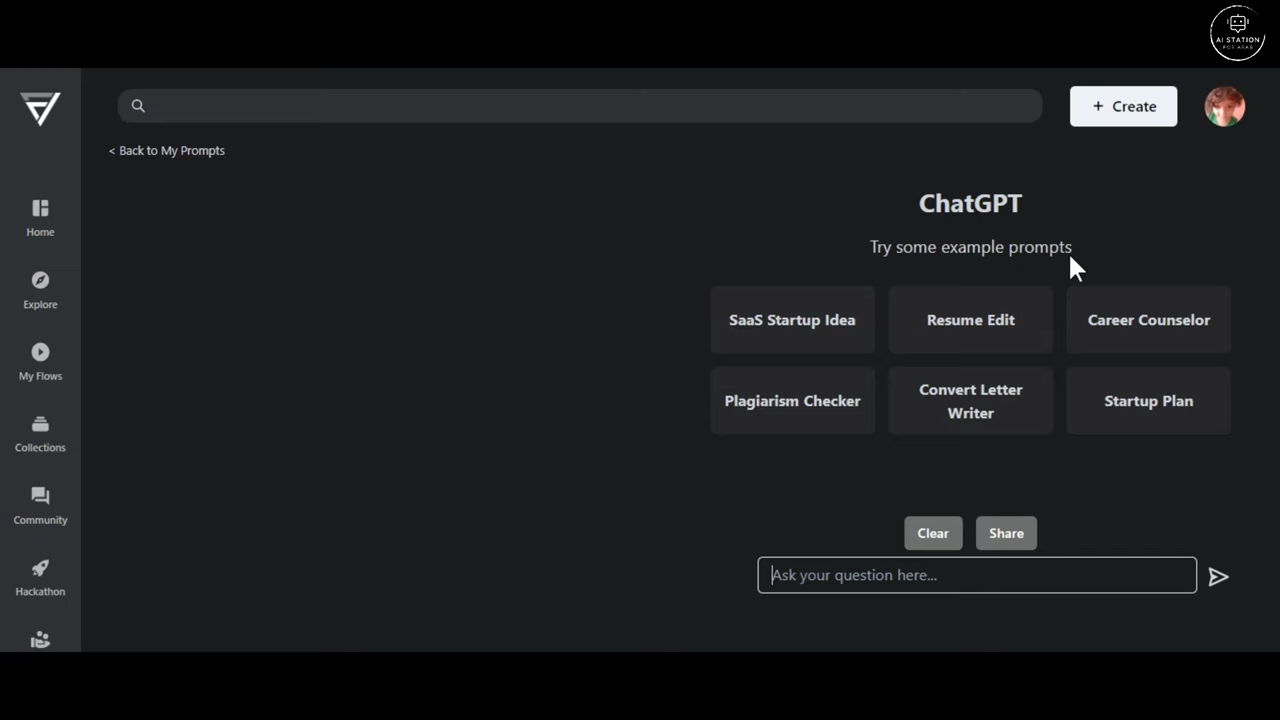 AI STATION
FOR ARAB
+ Create
< Back to My Prompts
Home
Explore
My Flows
Collections
Community
Hackathon
ChatGPT
Try some example prompts
SaaS Startup Idea
Resume Edit
Career Counselor
Plagiarism Checker
Convert Letter
Writer
Startup Plan
Clear
Share
Ask your question here...